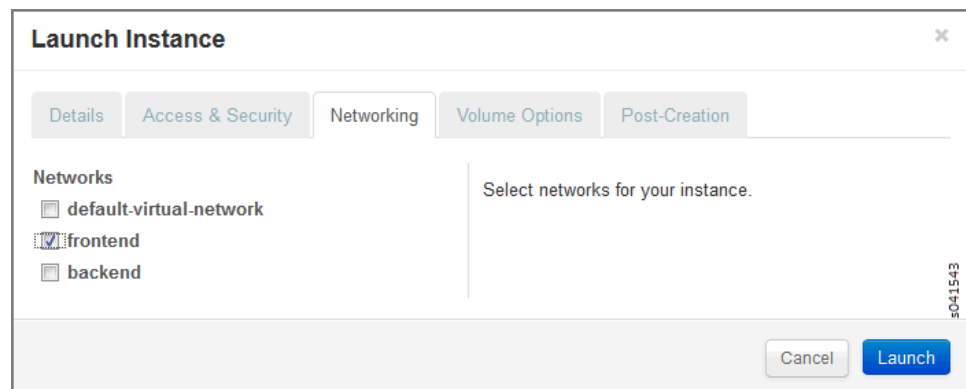 Launch Instance
×
Details Access & Security Networking Volume Options Post-Creation
Networks
Select networks for your instance.
default-virtual-network
frontend
backend
s041543
Cancel Launch